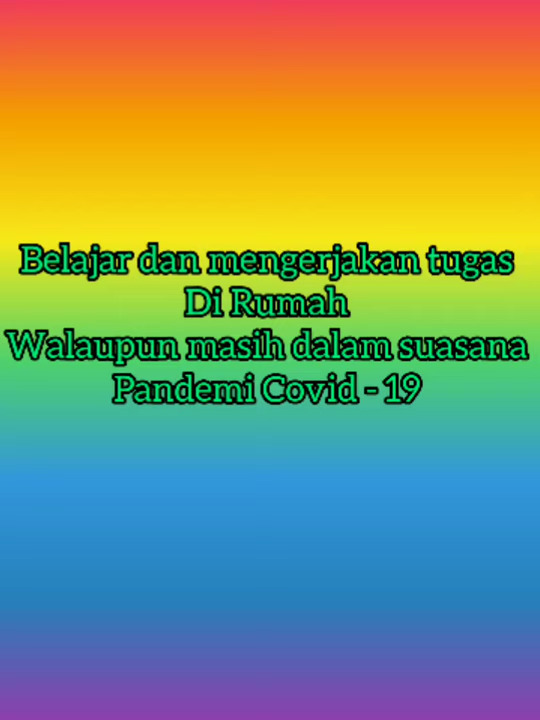 Belajar dan mengerjakan tugas
Di Rumah
Walaupun masih dalam suasana
Pandemi Covid - 19